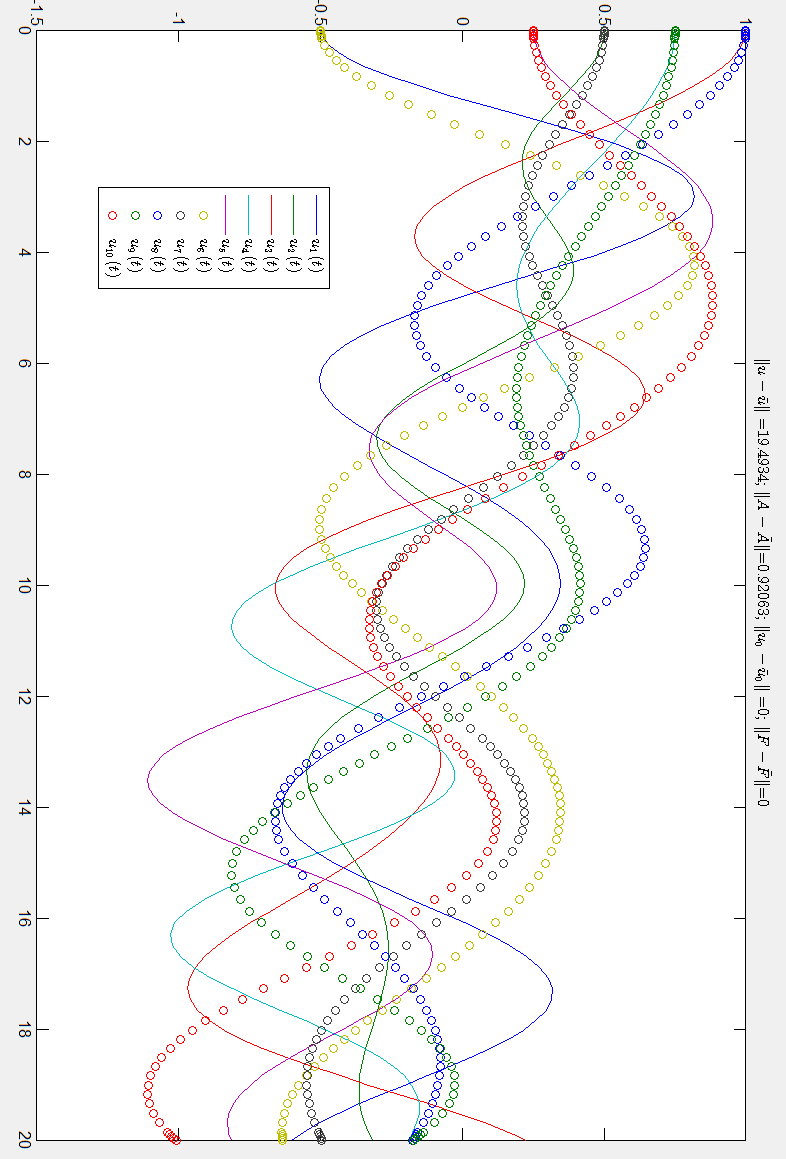 ‖u − ū‖ =19.4934; ‖A − Ā‖=0.92063; ‖u₀ − ū₀‖ =0; ‖F − F̄‖=0
1
0.5
0
-0.5
-1
-1.5
0
2
4
6
8
10
12
14
16
18
20
u₁(t)
u₂(t)
u₃(t)
u₄(t)
u₅(t)
u₆(t)
u₇(t)
u₈(t)
u₉(t)
u₁₀(t)